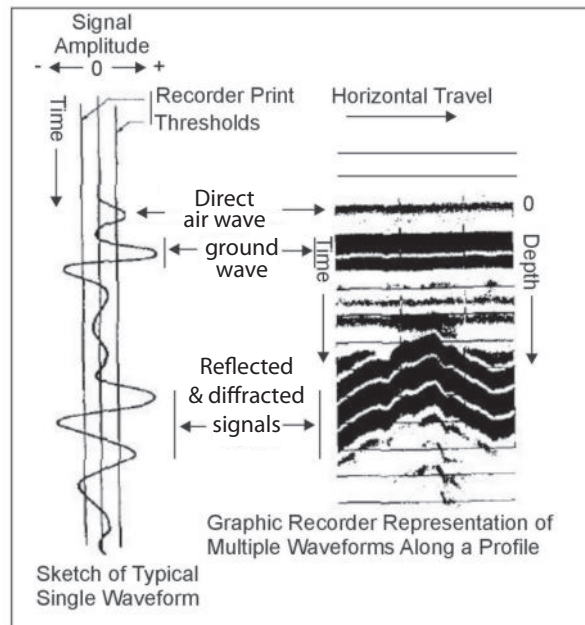 Signal
Amplitude
- 0 +
Time
Recorder Print
Thresholds
Horizontal Travel
Direct
air wave
0
ground
wave
Time
Depth
Reflected
& diffracted
signals
Graphic Recorder Representation of
Multiple Waveforms Along a Profile
Sketch of Typical
Single Waveform